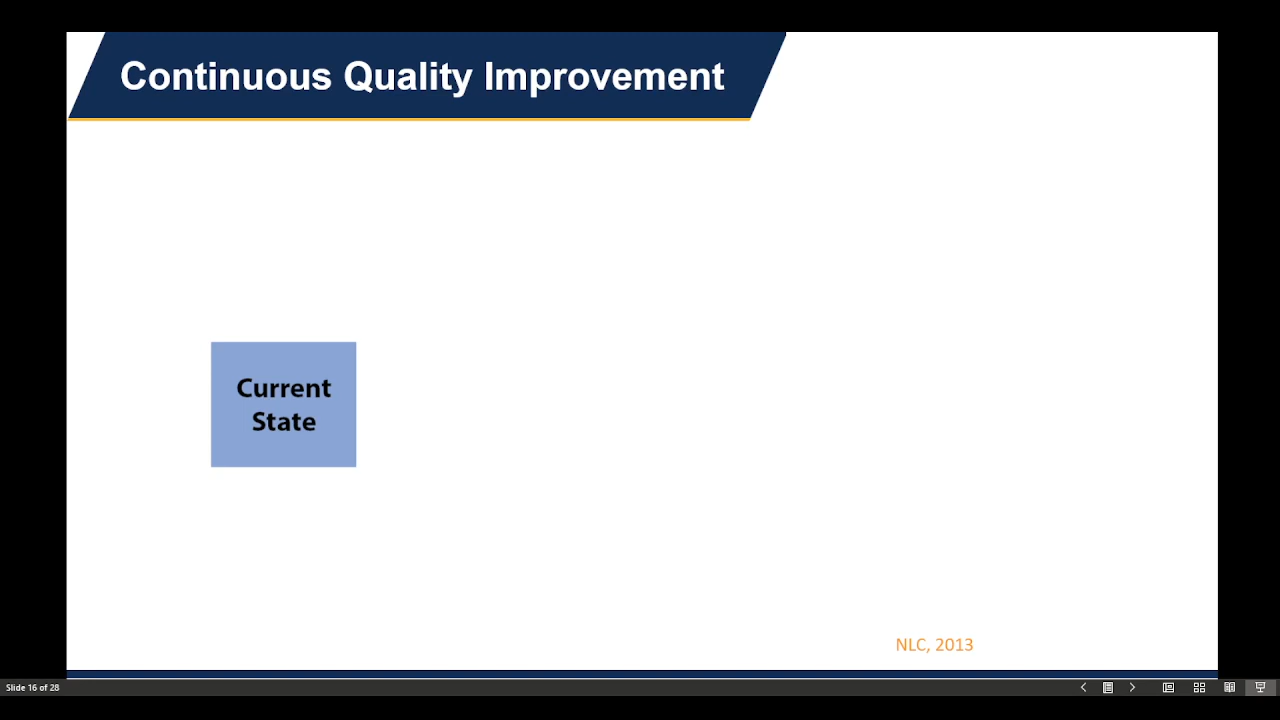 Continuous Quality Improvement
Current
State
NLC, 2013
Slide 16 of 28